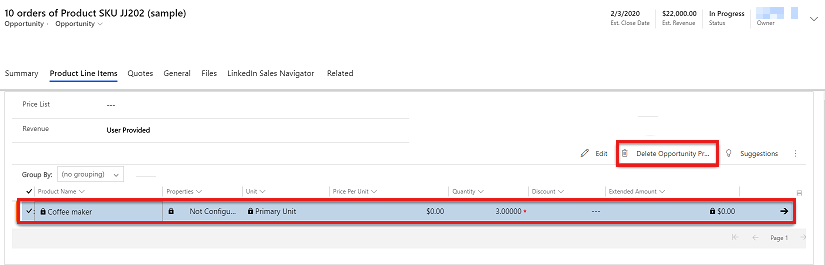 10 orders of Product SKU JJ202 (sample)
Opportunity · Opportunity
2/3/2020 $22,000.00 In Progress
Est. Close Date Est. Revenue Status Owner
Summary Product Line Items Quotes General Files LinkedIn Sales Navigator Related
Price List ---
Revenue User Provided
Edit Delete Opportunity Pr... Suggestions
Group By: (no grouping)
Product Name Properties Unit Price Per Unit Quantity Discount Extended Amount
Coffee maker Not Configu... Primary Unit $0.00 3.00000 * --- $0.00
Page 1